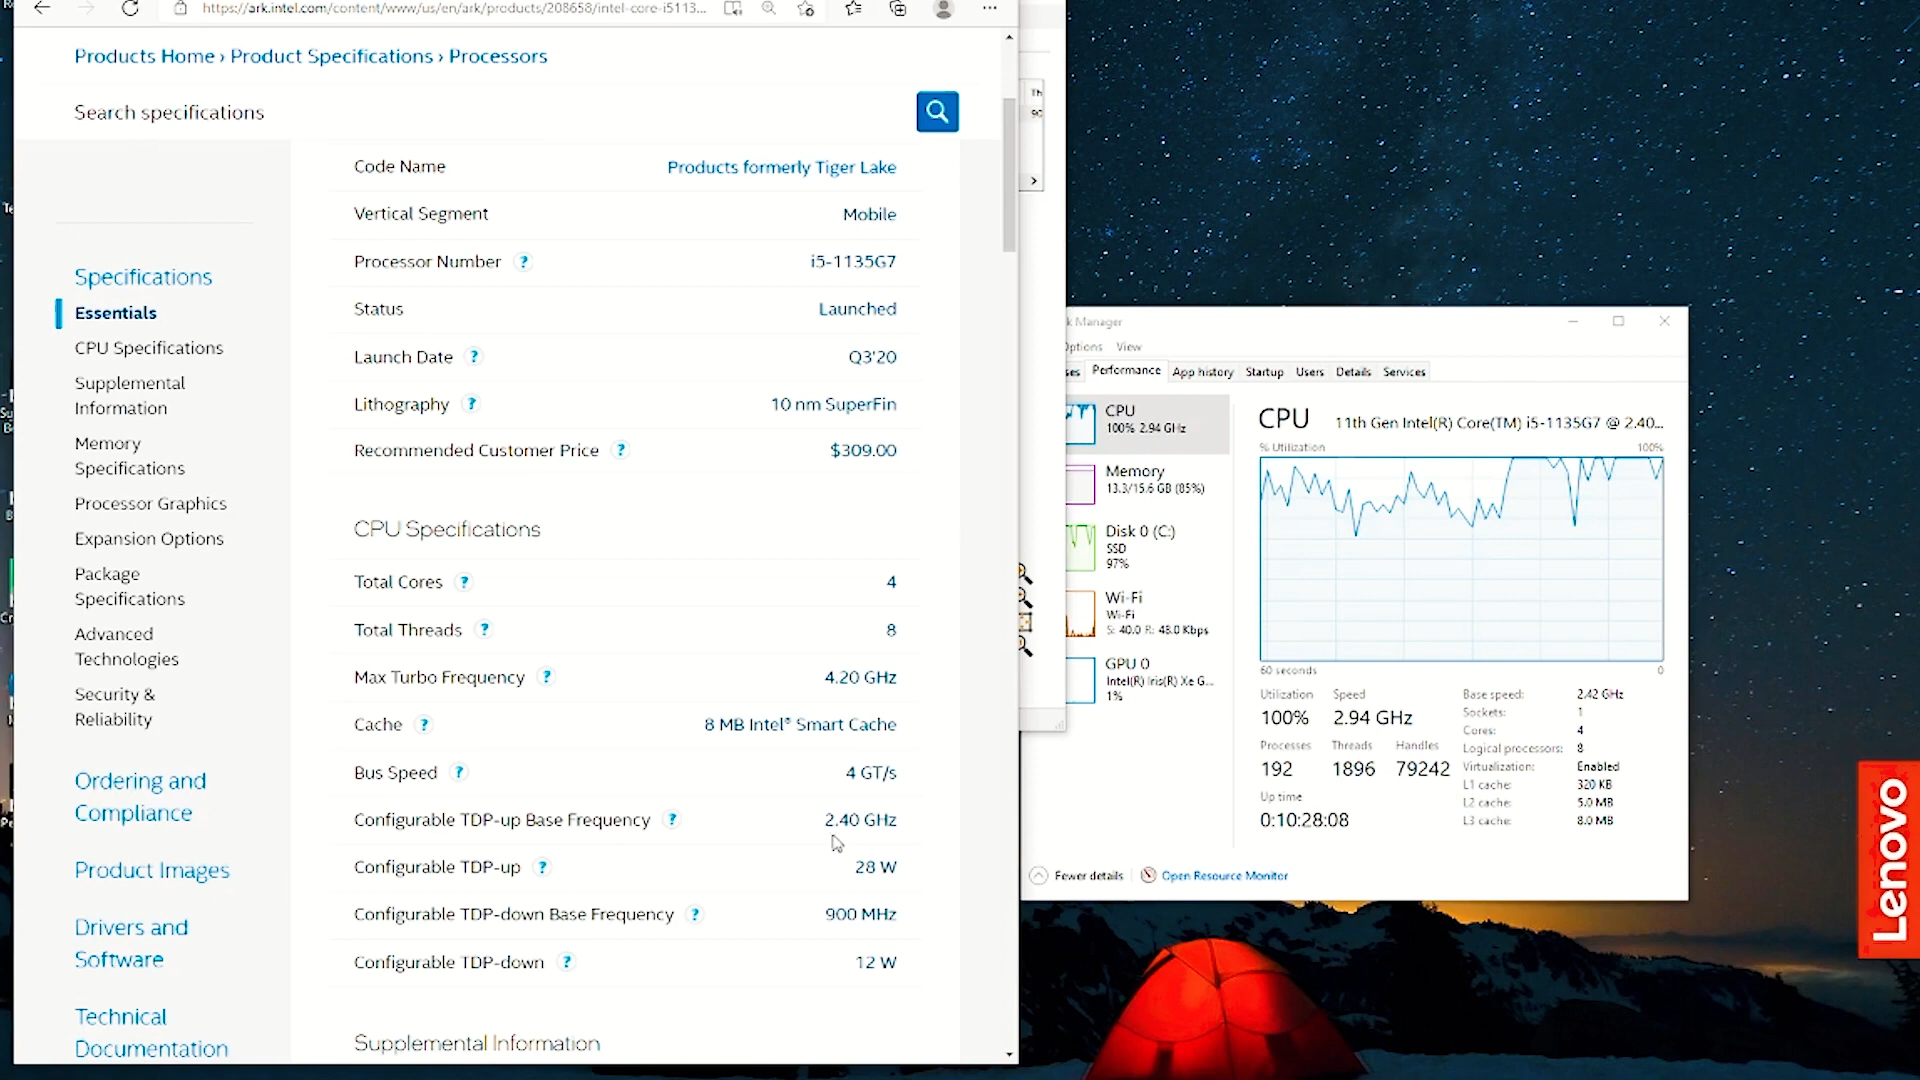 https://ark.intel.com/content/www/us/en/ark/products/208658/intel-core-i5113...
Products Home › Product Specifications › Processors
Search specifications
Specifications
Essentials
CPU Specifications
Supplemental
Information
Memory
Specifications
Processor Graphics
Expansion Options
Package
Specifications
Advanced
Technologies
Security &
Reliability
Ordering and
Compliance
Product Images
Drivers and
Software
Technical
Documentation
Code Name Products formerly Tiger Lake
Vertical Segment Mobile
Processor Number ? i5-1135G7
Status Launched
Launch Date ? Q3'20
Lithography ? 10 nm SuperFin
Recommended Customer Price ? $309.00
CPU Specifications
Total Cores ? 4
Total Threads ? 8
Max Turbo Frequency ? 4.20 GHz
Cache ? 8 MB Intel® Smart Cache
Bus Speed ? 4 GT/s
Configurable TDP-up Base Frequency ? 2.40 GHz
Configurable TDP-up ? 28 W
Configurable TDP-down Base Frequency ? 900 MHz
Configurable TDP-down ? 12 W
Supplemental Information
Th
k Manager
Options View
ses Performance App history Startup Users Details Services
CPU
100% 2.94 GHz
Memory
13.3/15.6 GB (85%)
Disk 0 (C:)
SSD
97%
Wi-Fi
Wi-Fi
S: 40.0 R: 48.0 Kbps
GPU 0
Intel(R) Iris(R) Xe G...
1%
CPU 11th Gen Intel(R) Core(TM) i5-1135G7 @ 2.40...
% Utilization 100%
60 seconds 0
Utilization Speed
100% 2.94 GHz
Processes Threads Handles
192 1896 79242
Up time
0:10:28:08
Base speed: 2.42 GHz
Sockets: 1
Cores: 4
Logical processors: 8
Virtualization: Enabled
L1 cache: 320 KB
L2 cache: 5.0 MB
L3 cache: 8.0 MB
Fewer details Open Resource Monitor
Lenovo